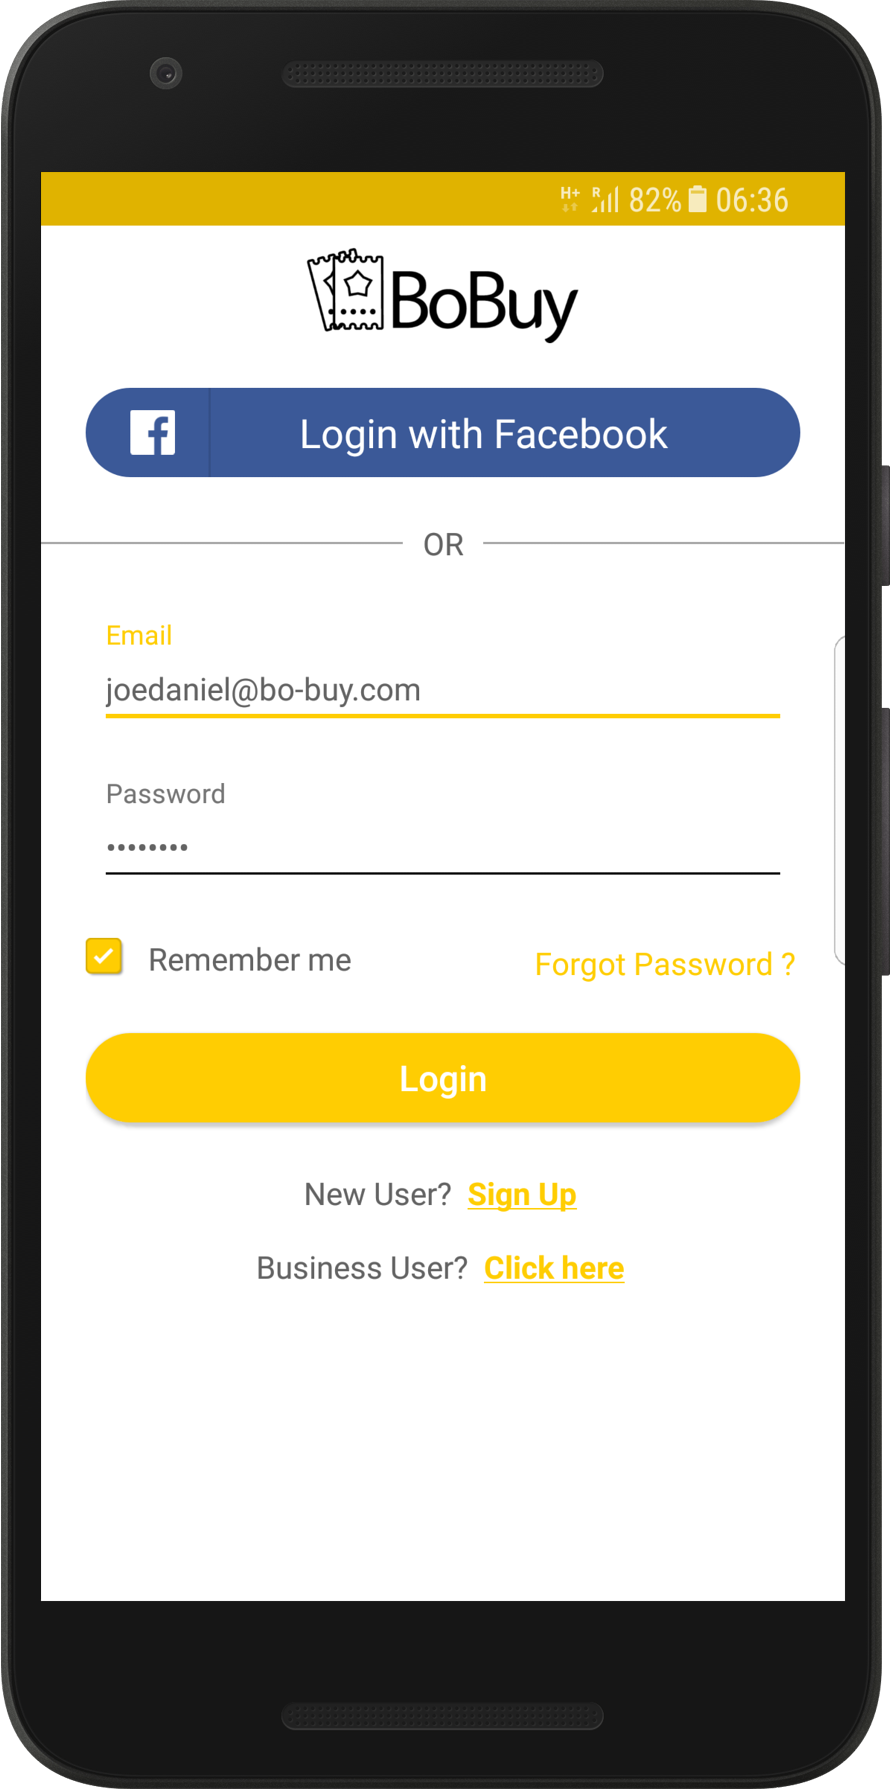 H+ R 82% 06:36
BoBuy
Login with Facebook
OR
Email
joedaniel@bo-buy.com
Password
••••••••
Remember me
Forgot Password ?
Login
New User? Sign Up
Business User? Click here